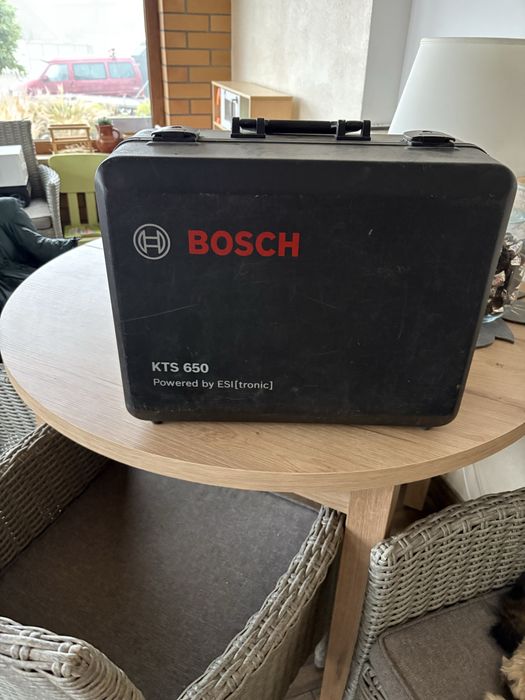 BOSCH
KTS 650
Powered by ESI[tronic]